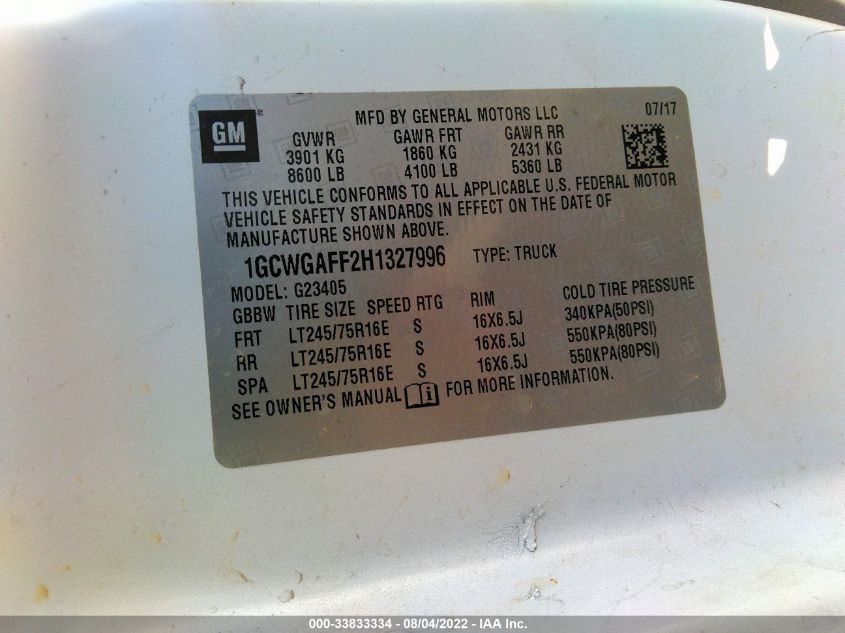 GM ®
MFD BY GENERAL MOTORS LLC 07/17
GVWR GAWR FRT GAWR RR
3901 KG 1860 KG 2431 KG
8600 LB 4100 LB 5360 LB
THIS VEHICLE CONFORMS TO ALL APPLICABLE U.S. FEDERAL MOTOR
VEHICLE SAFETY STANDARDS IN EFFECT ON THE DATE OF
MANUFACTURE SHOWN ABOVE.
1GCWGAFF2H1327996 TYPE: TRUCK
MODEL: G23405
GBBW TIRE SIZE SPEED RTG RIM COLD TIRE PRESSURE
FRT LT245/75R16E S 16X6.5J 340KPA(50PSI)
RR LT245/75R16E S 16X6.5J 550KPA(80PSI)
SPA LT245/75R16E S 16X6.5J 550KPA(80PSI)
SEE OWNER'S MANUAL i FOR MORE INFORMATION.
000-33833334 - 08/04/2022 - IAA Inc.